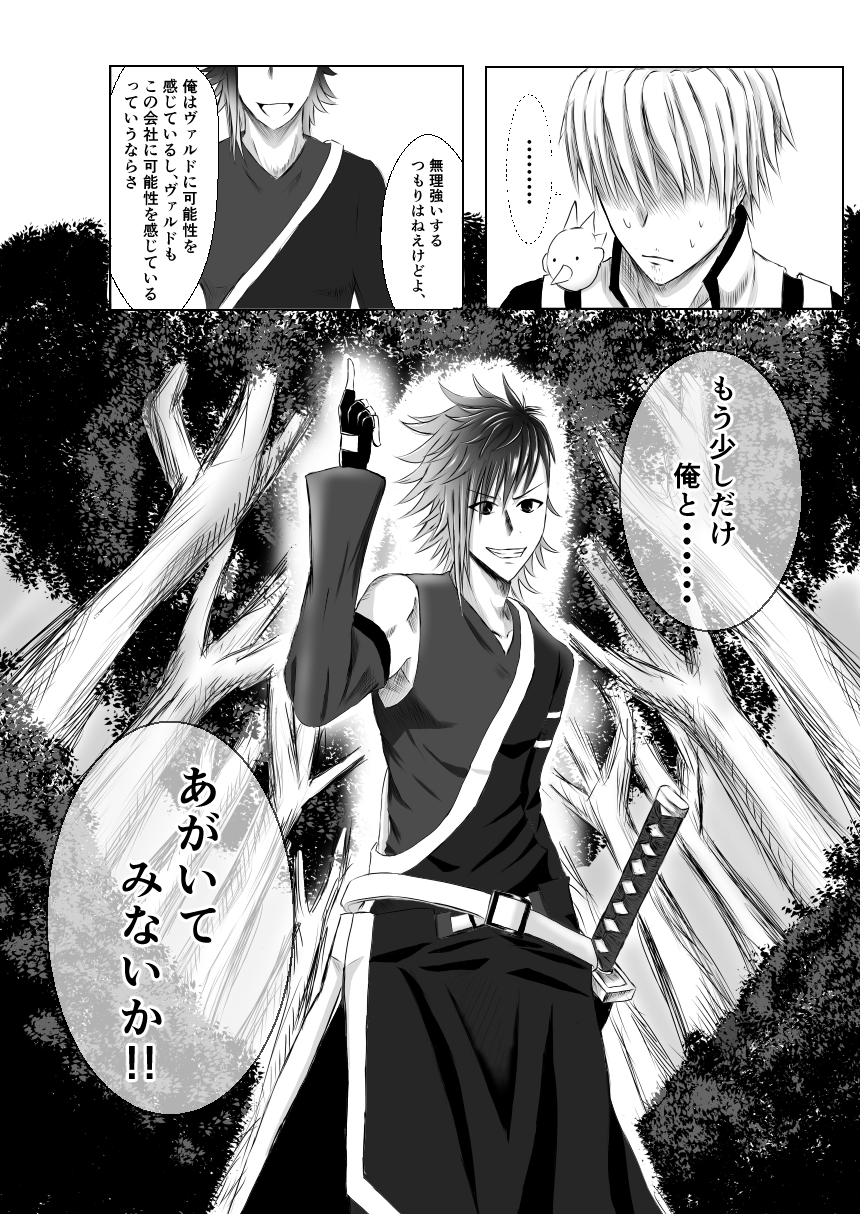 ………
無理強いする
つもりはねえけどよ、
俺はヴァルドに可能性を
感じているし、ヴァルドも
この会社に可能性を感じている
っていうならさ
もう少しだけ
俺と……
あがいて
みないか!!